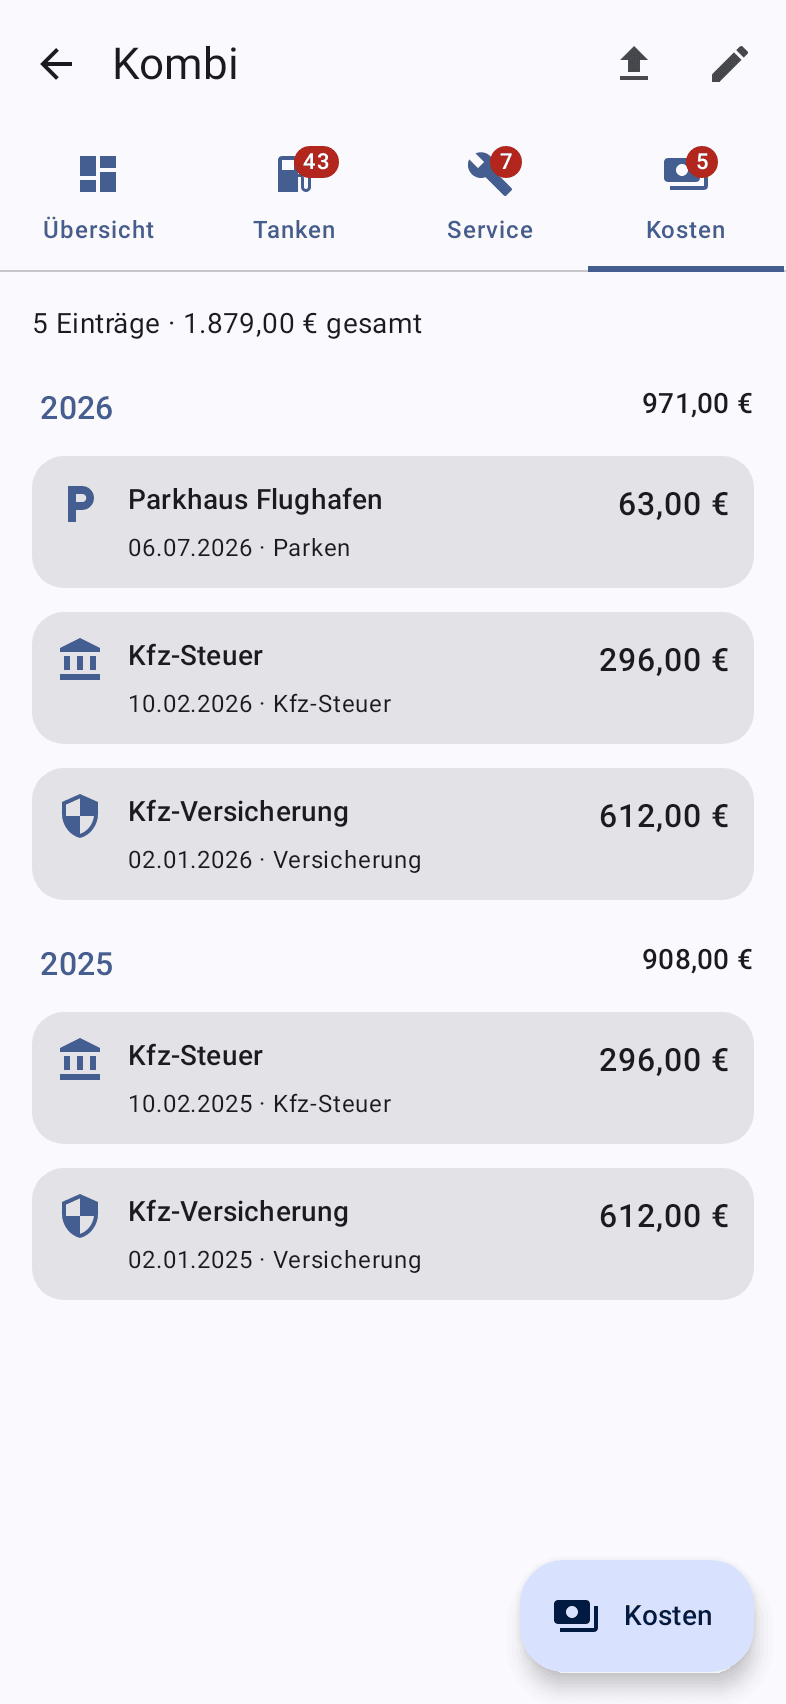 Kombi
43
7
5
Übersicht
Tanken
Service
Kosten
5 Einträge · 1.879,00 € gesamt
2026
971,00 €
Parkhaus Flughafen
63,00 €
06.07.2026 · Parken
Kfz-Steuer
296,00 €
10.02.2026 · Kfz-Steuer
Kfz-Versicherung
612,00 €
02.01.2026 · Versicherung
2025
908,00 €
Kfz-Steuer
296,00 €
10.02.2025 · Kfz-Steuer
Kfz-Versicherung
612,00 €
02.01.2025 · Versicherung
Kosten